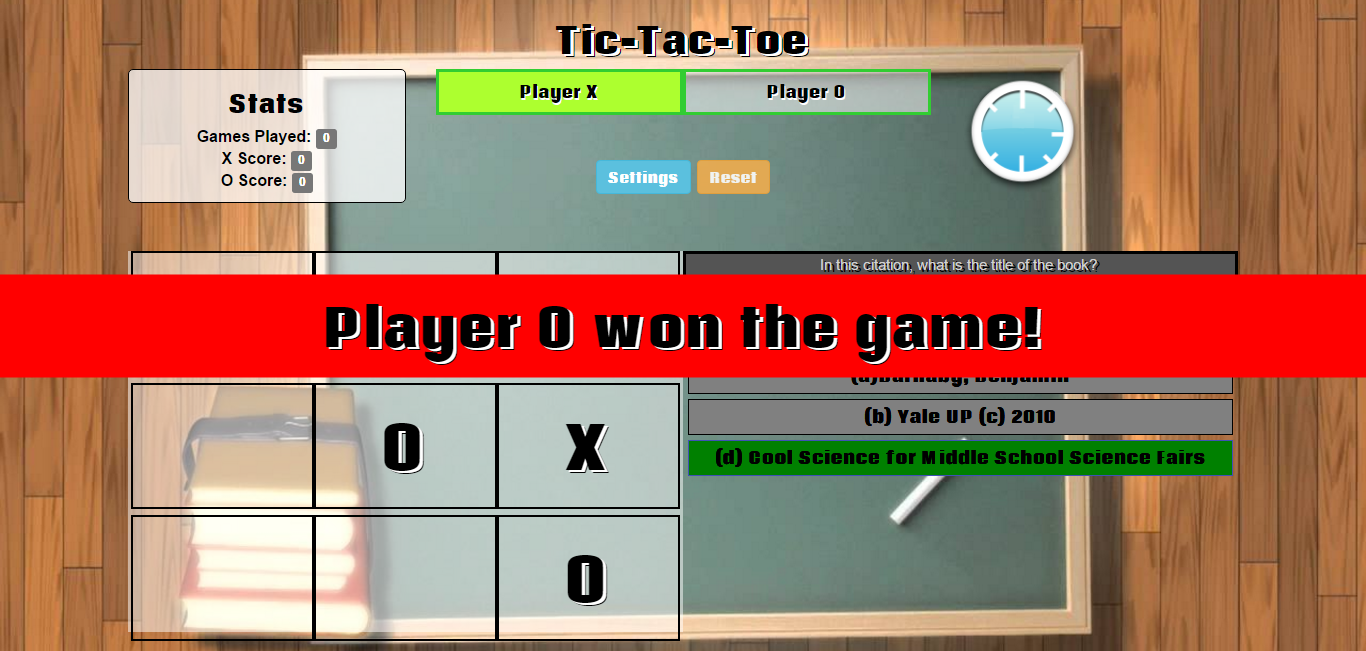 Tic-Tac-Toe
Stats
Games Played: 0
X Score: 0
O Score: 0
Player X
Player O
Settings
Reset
In this citation, what is the title of the book?
Player O won the game!
(a)Barnaby, Benjamin
(b) Yale UP (c) 2010
(d) Cool Science for Middle School Science Fairs
O X
O